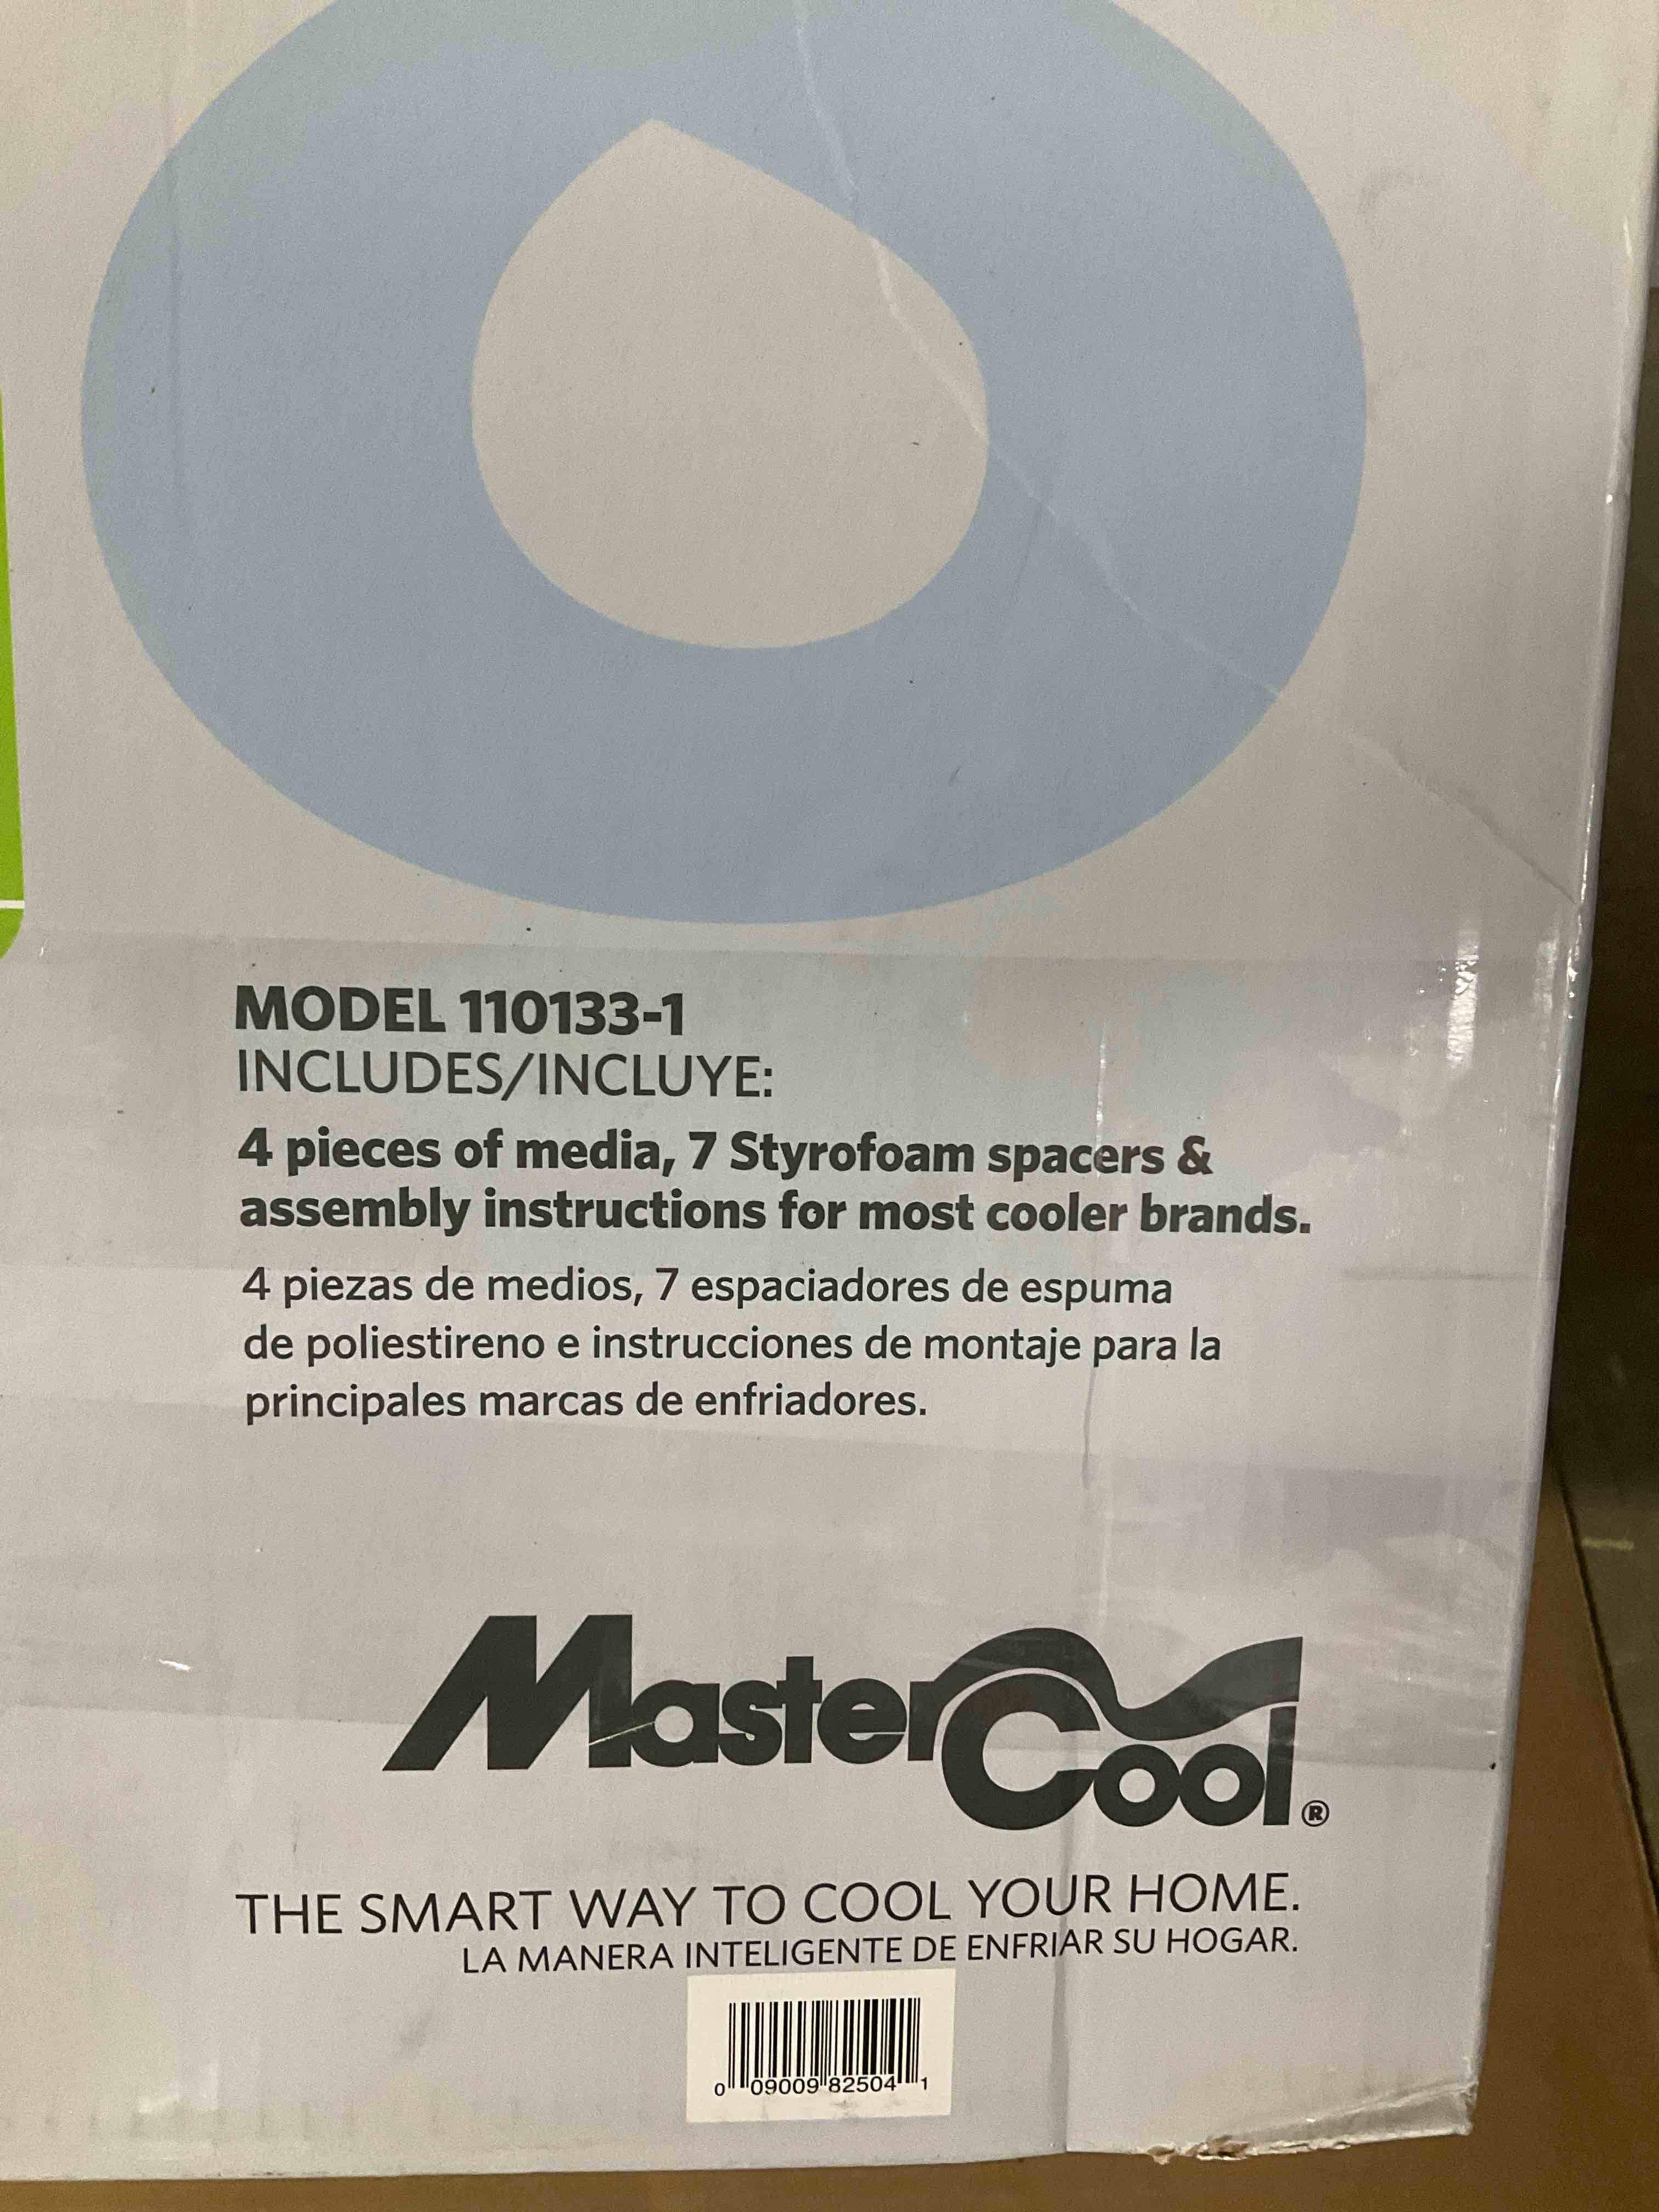 MODEL 110133-1
INCLUDES/INCLUYE:
4 pieces of media, 7 Styrofoam spacers &
assembly instructions for most cooler brands.
4 piezas de medios, 7 espaciadores de espuma
de poliestireno e instrucciones de montaje para la
principales marcas de enfriadores.
MasterCool®
THE SMART WAY TO COOL YOUR HOME.
LA MANERA INTELIGENTE DE ENFRIAR SU HOGAR.
0 09009 82504 1